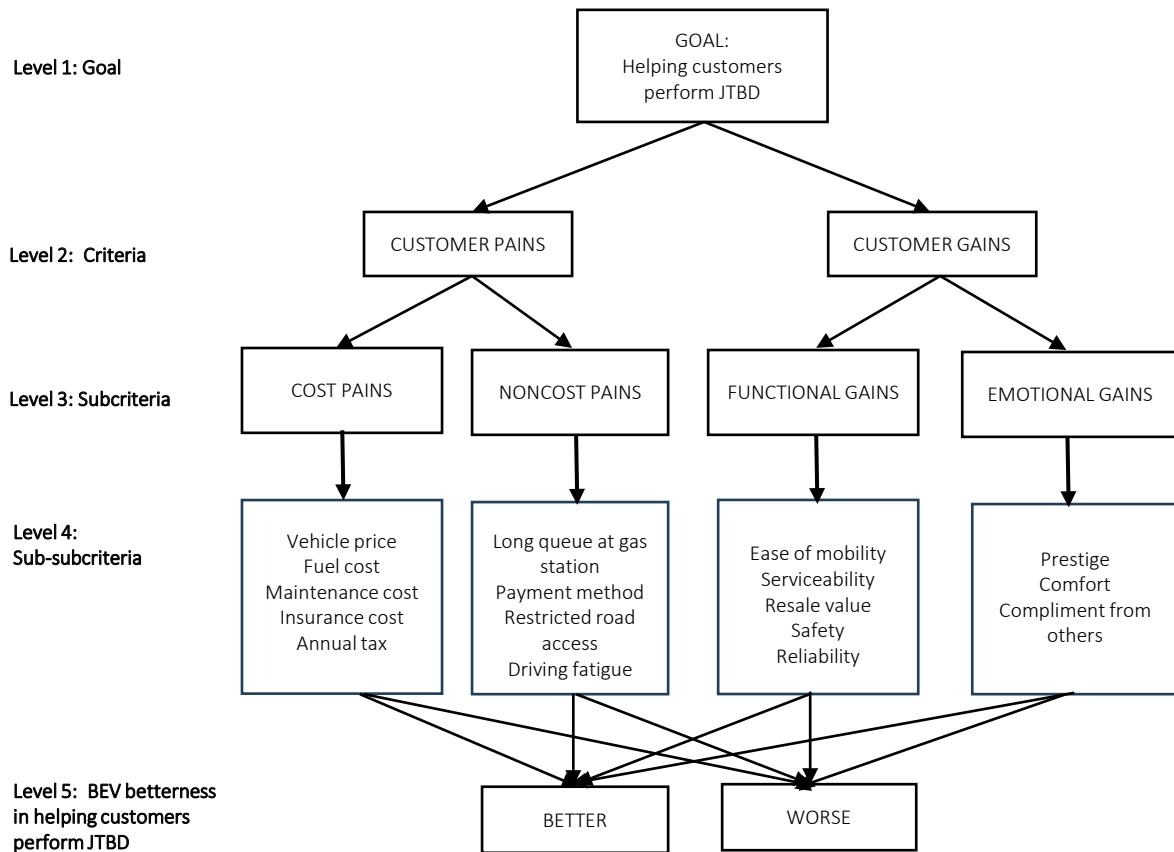 Level 1: Goal
GOAL:
Helping customers
perform JTBD
Level 2:  Criteria
CUSTOMER PAINS
CUSTOMER GAINS
Level 3: Subcriteria
COST PAINS
NONCOST PAINS
FUNCTIONAL GAINS
EMOTIONAL GAINS
Level 4:
Sub-subcriteria
Vehicle price
Fuel cost
Maintenance cost
Insurance cost
Annual tax
Long queue at gas
station
Payment method
Restricted road
access
Driving fatigue
Ease of mobility
Serviceability
Resale value
Safety
Reliability
Prestige
Comfort
Compliment from
others
Level 5:  BEV betterness
in helping customers
perform JTBD
BETTER
WORSE